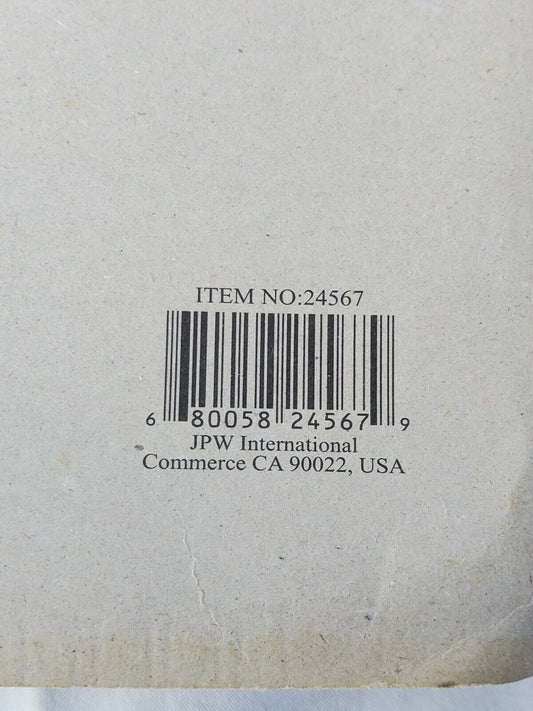 ITEM NO:24567
6 80058 24567 9
JPW International
Commerce CA 90022, USA